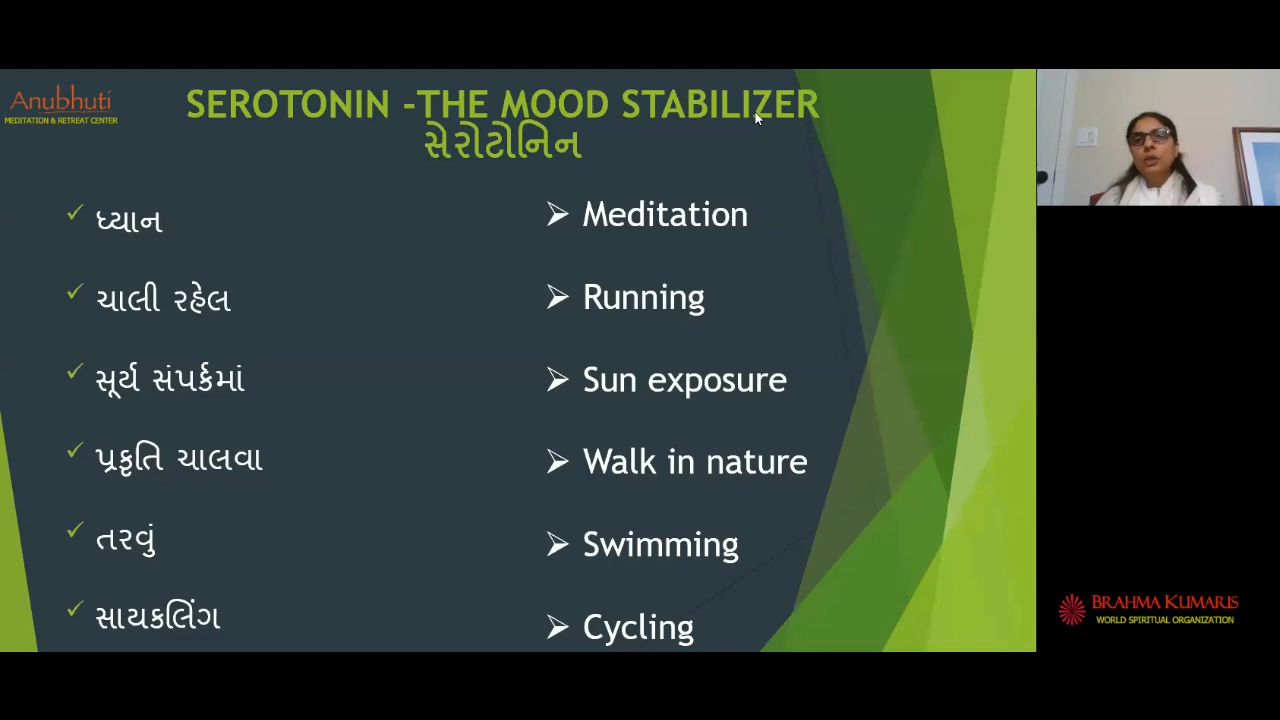 Anubhuti
MEDITATION & RETREAT CENTER
SEROTONIN -THE MOOD STABILIZER
સેરોટોનિન
ધ્યાન
ચાલી રહેલ
સૂર્ય સંપર્કમાં
પ્રકૃતિ ચાલવા
તરવું
સાયકલિંગ
Meditation
Running
Sun exposure
Walk in nature
Swimming
Cycling
BRAHMA KUMARIS
WORLD SPIRITUAL ORGANIZATION